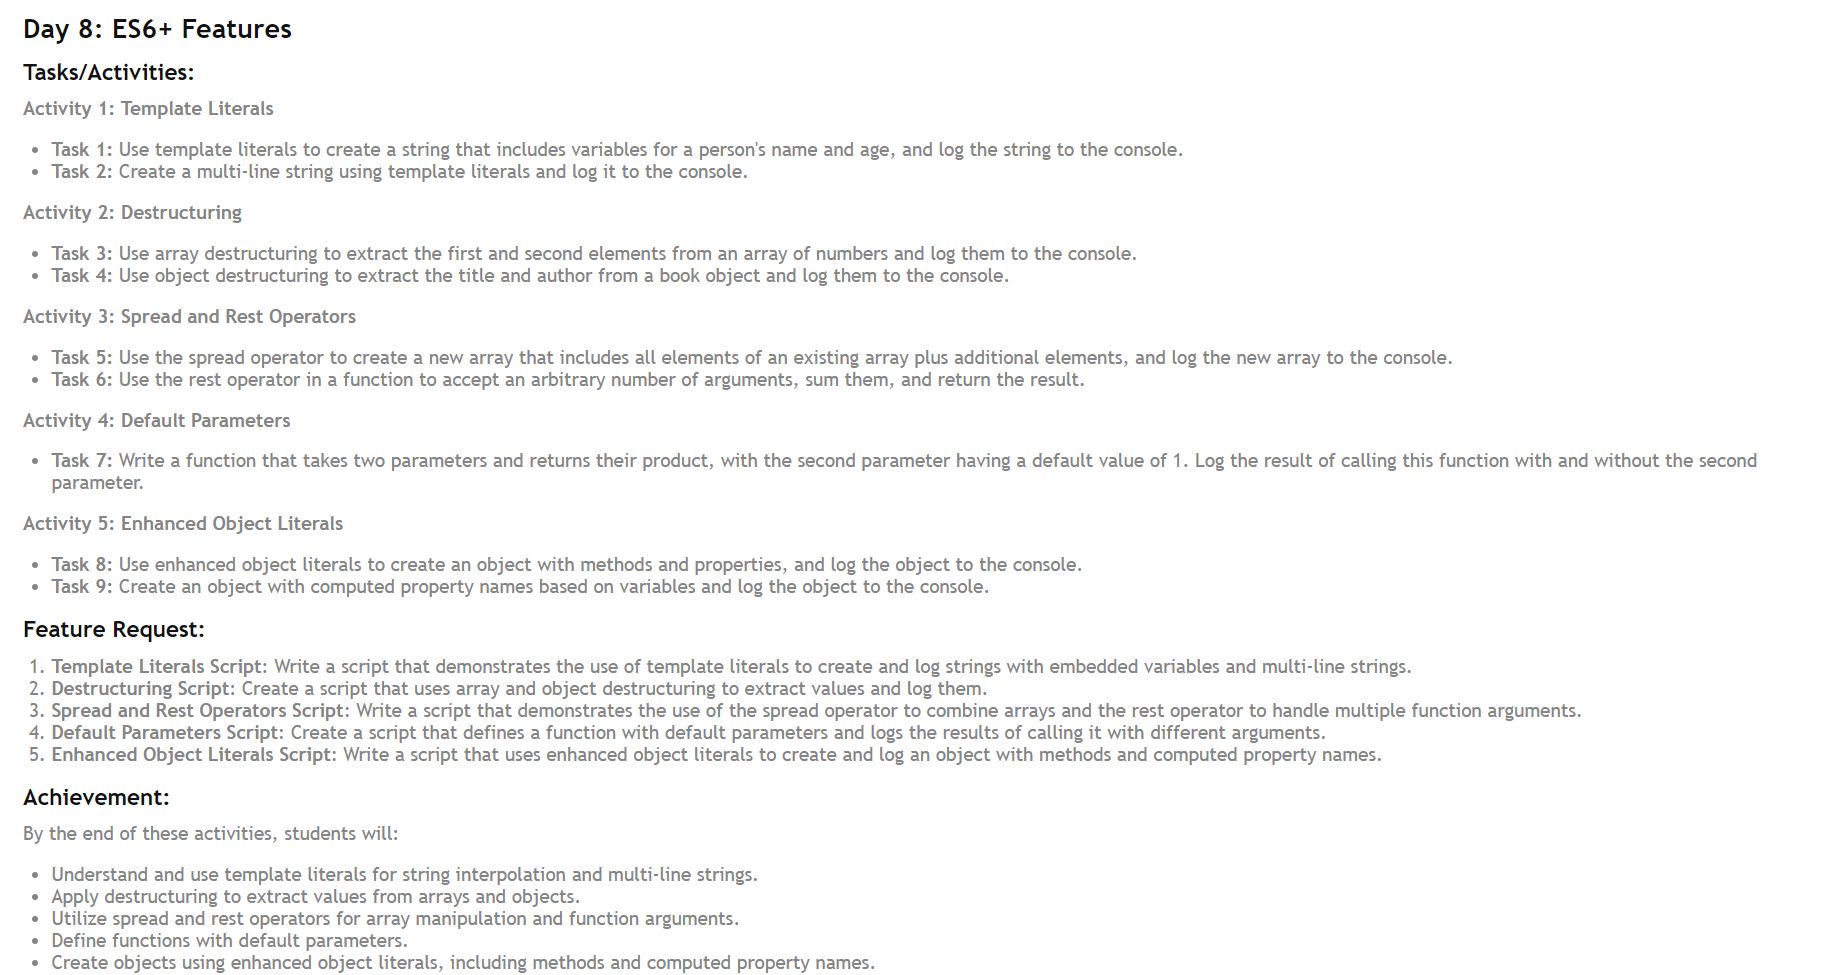 Day 8: ES6+ Features
Tasks/Activities:
Activity 1: Template Literals
• Task 1: Use template literals to create a string that includes variables for a person's name and age, and log the string to the console.
• Task 2: Create a multi-line string using template literals and log it to the console.
Activity 2: Destructuring
• Task 3: Use array destructuring to extract the first and second elements from an array of numbers and log them to the console.
• Task 4: Use object destructuring to extract the title and author from a book object and log them to the console.
Activity 3: Spread and Rest Operators
• Task 5: Use the spread operator to create a new array that includes all elements of an existing array plus additional elements, and log the new array to the console.
• Task 6: Use the rest operator in a function to accept an arbitrary number of arguments, sum them, and return the result.
Activity 4: Default Parameters
• Task 7: Write a function that takes two parameters and returns their product, with the second parameter having a default value of 1. Log the result of calling this function with and without the second
parameter.
Activity 5: Enhanced Object Literals
• Task 8: Use enhanced object literals to create an object with methods and properties, and log the object to the console.
• Task 9: Create an object with computed property names based on variables and log the object to the console.
Feature Request:
1. Template Literals Script: Write a script that demonstrates the use of template literals to create and log strings with embedded variables and multi-line strings.
2. Destructuring Script: Create a script that uses array and object destructuring to extract values and log them.
3. Spread and Rest Operators Script: Write a script that demonstrates the use of the spread operator to combine arrays and the rest operator to handle multiple function arguments.
4. Default Parameters Script: Create a script that defines a function with default parameters and logs the results of calling it with different arguments.
5. Enhanced Object Literals Script: Write a script that uses enhanced object literals to create and log an object with methods and computed property names.
Achievement:
By the end of these activities, students will:
• Understand and use template literals for string interpolation and multi-line strings.
• Apply destructuring to extract values from arrays and objects.
• Utilize spread and rest operators for array manipulation and function arguments.
• Define functions with default parameters.
• Create objects using enhanced object literals, including methods and computed property names.